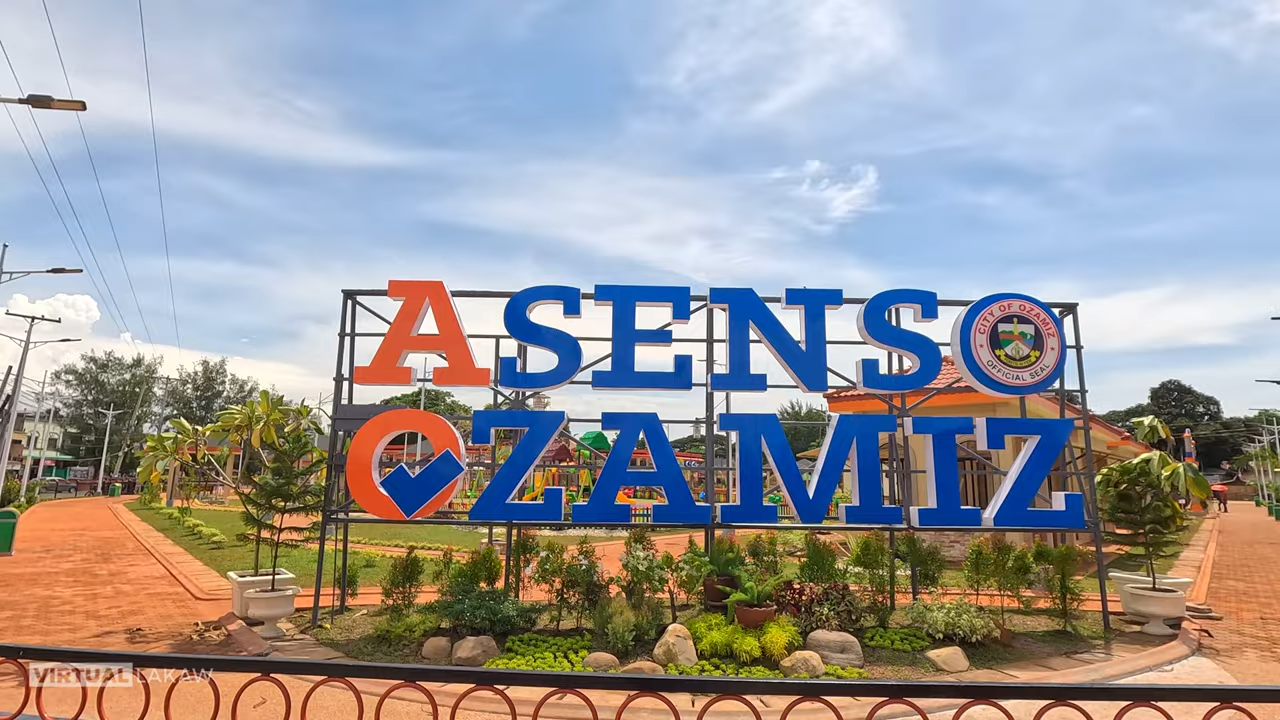 ASENSO
CITY OF OZAMIZ
OFFICIAL SEAL
OZAMIZ
VIRTUAL LAKAW